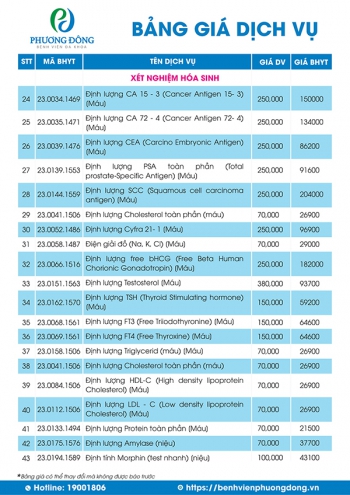 PHƯƠNG ĐÔNG
BỆNH VIỆN ĐA KHOA
BẢNG GIÁ DỊCH VỤ
STT MÃ BHYT TÊN DỊCH VỤ GIÁ DV GIÁ BHYT
XÉT NGHIỆM HÓA SINH
24 23.0034.1469 Định lượng CA 15 - 3 (Cancer Antigen 15- 3) 250,000 150000
(Máu)
25 23.0035.1471 Định lượng CA 72 - 4 (Cancer Antigen 72- 4) 250,000 134000
(Máu)
26 23.0039.1476 Định lượng CEA (Carcino Embryonic Antigen) 250,000 86200
(Máu)
27 23.0139.1553 Định lượng PSA toàn phần (Total 250,000 91600
prostate-Specific Antigen) (Máu)
28 23.0144.1559 Định lượng SCC (Squamous cell carcinoma 250,000 204000
antigen) (Máu)
29 23.0041.1506 Định lượng Cholesterol toàn phần (máu) 70,000 26900
30 23.0052.1486 Định lượng Cyfra 21- 1 (Máu) 250,000 96900
31 23.0058.1487 Điện giải đồ (Na, K, Cl) (Máu) 70,000 29000
32 23.0066.1516 Định lượng free bHCG (Free Beta Human 250,000 182000
Chorionic Gonadotropin) (Máu)
33 23.0151.1563 Định lượng Testosterol (Máu) 380,000 93700
34 23.0162.1570 Định lượng TSH (Thyroid Stimulating hormone) 150,000 59200
(Máu)
35 23.0068.1561 Định lượng FT3 (Free Triiodothyronine) (Máu) 150,000 64600
36 23.0069.1561 Định lượng FT4 (Free Thyroxine) (Máu) 150,000 64600
37 23.0158.1506 Định lượng Triglycerid (máu) (Máu) 70,000 26900
38 23.0041.1506 Định lượng Cholesterol toàn phần (máu) 70,000 26900
39 23.0084.1506 Định lượng HDL-C (High density lipoprotein 70,000 26900
Cholesterol) (Máu)
40 23.0112.1506 Định lượng LDL - C (Low density lipoprotein 70,000 26900
Cholesterol) (Máu)
41 23.0133.1494 Định lượng Protein toàn phần (Máu) 70,000 21500
42 23.0175.1576 Định lượng Amylase (niệu) 70,000 37700
43 23.0194.1589 Định tính Morphin (test nhanh) (niệu) 100,000 43100
*Bảng giá có thể thay đổi mà không được báo trước
Hotline: 19001806 https://benhvienphuongdong.vn